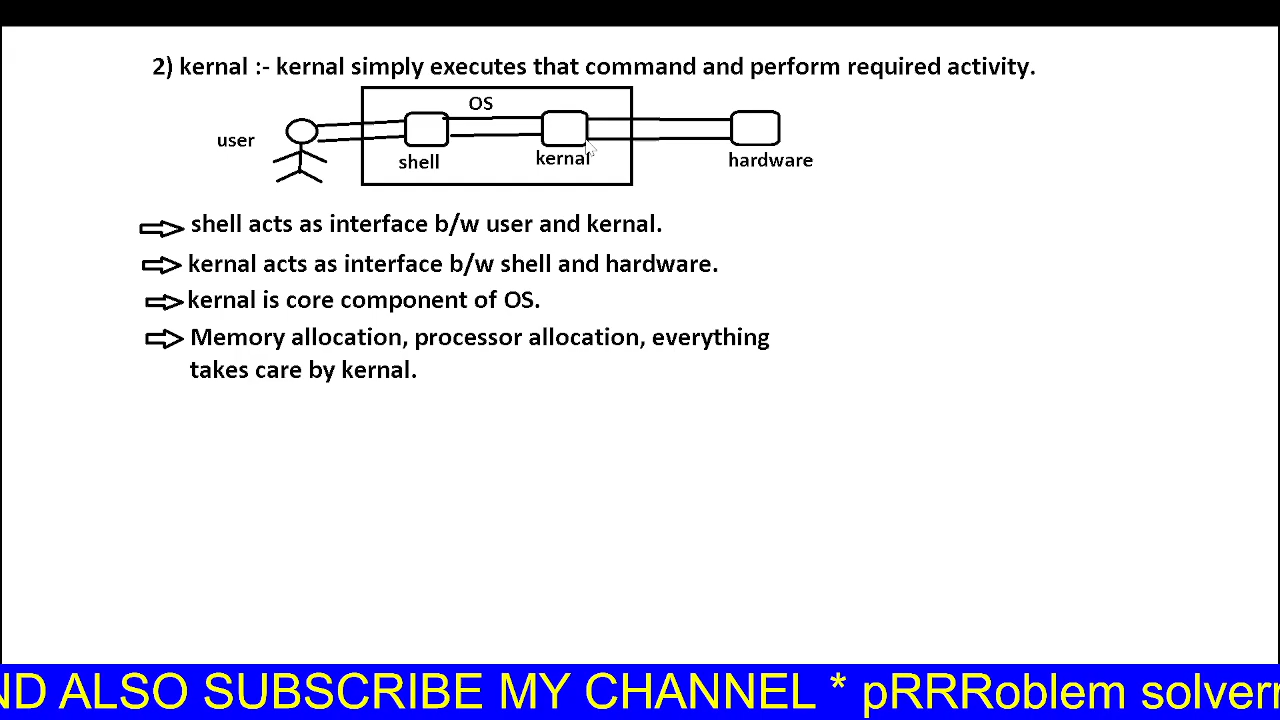 2) kernal :- kernal simply executes that command and perform required activity.
OS
user
shell
kernal
hardware
shell acts as interface b/w user and kernal.
kernal acts as interface b/w shell and hardware.
kernal is core component of OS.
Memory allocation, processor allocation, everything
takes care by kernal.
ND ALSO SUBSCRIBE MY CHANNEL * pRRRoblem solverr